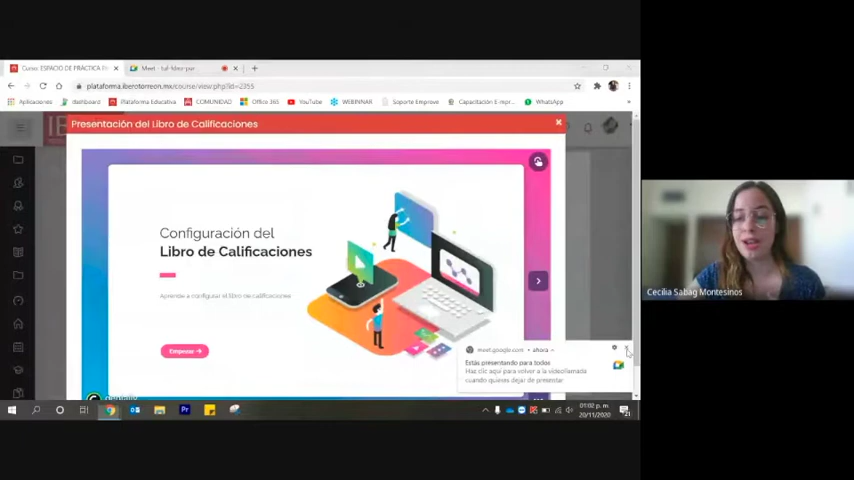 Curso: ESPACIO DE PRÁCTICA
Meet
plataforma.iberotorreon.mx/course/view.php?id=2355
Aplicaciones dashboard Plataforma Educativa COMUNIDAD Office 365 YouTube WEBINNAR Soporte Emprove WhatsApp
Presentación del Libro de Calificaciones
Configuración del
Libro de Calificaciones
Aprende a configurar el libro de calificaciones
Empezar →
meet.google.com • ahora
Estás presentando para todos
Haz clic aquí para volver a la videollamada
cuando quieras dejar de presentar
genially
01:02 p. m.
20/11/2020
Cecilia Sabag Montesinos